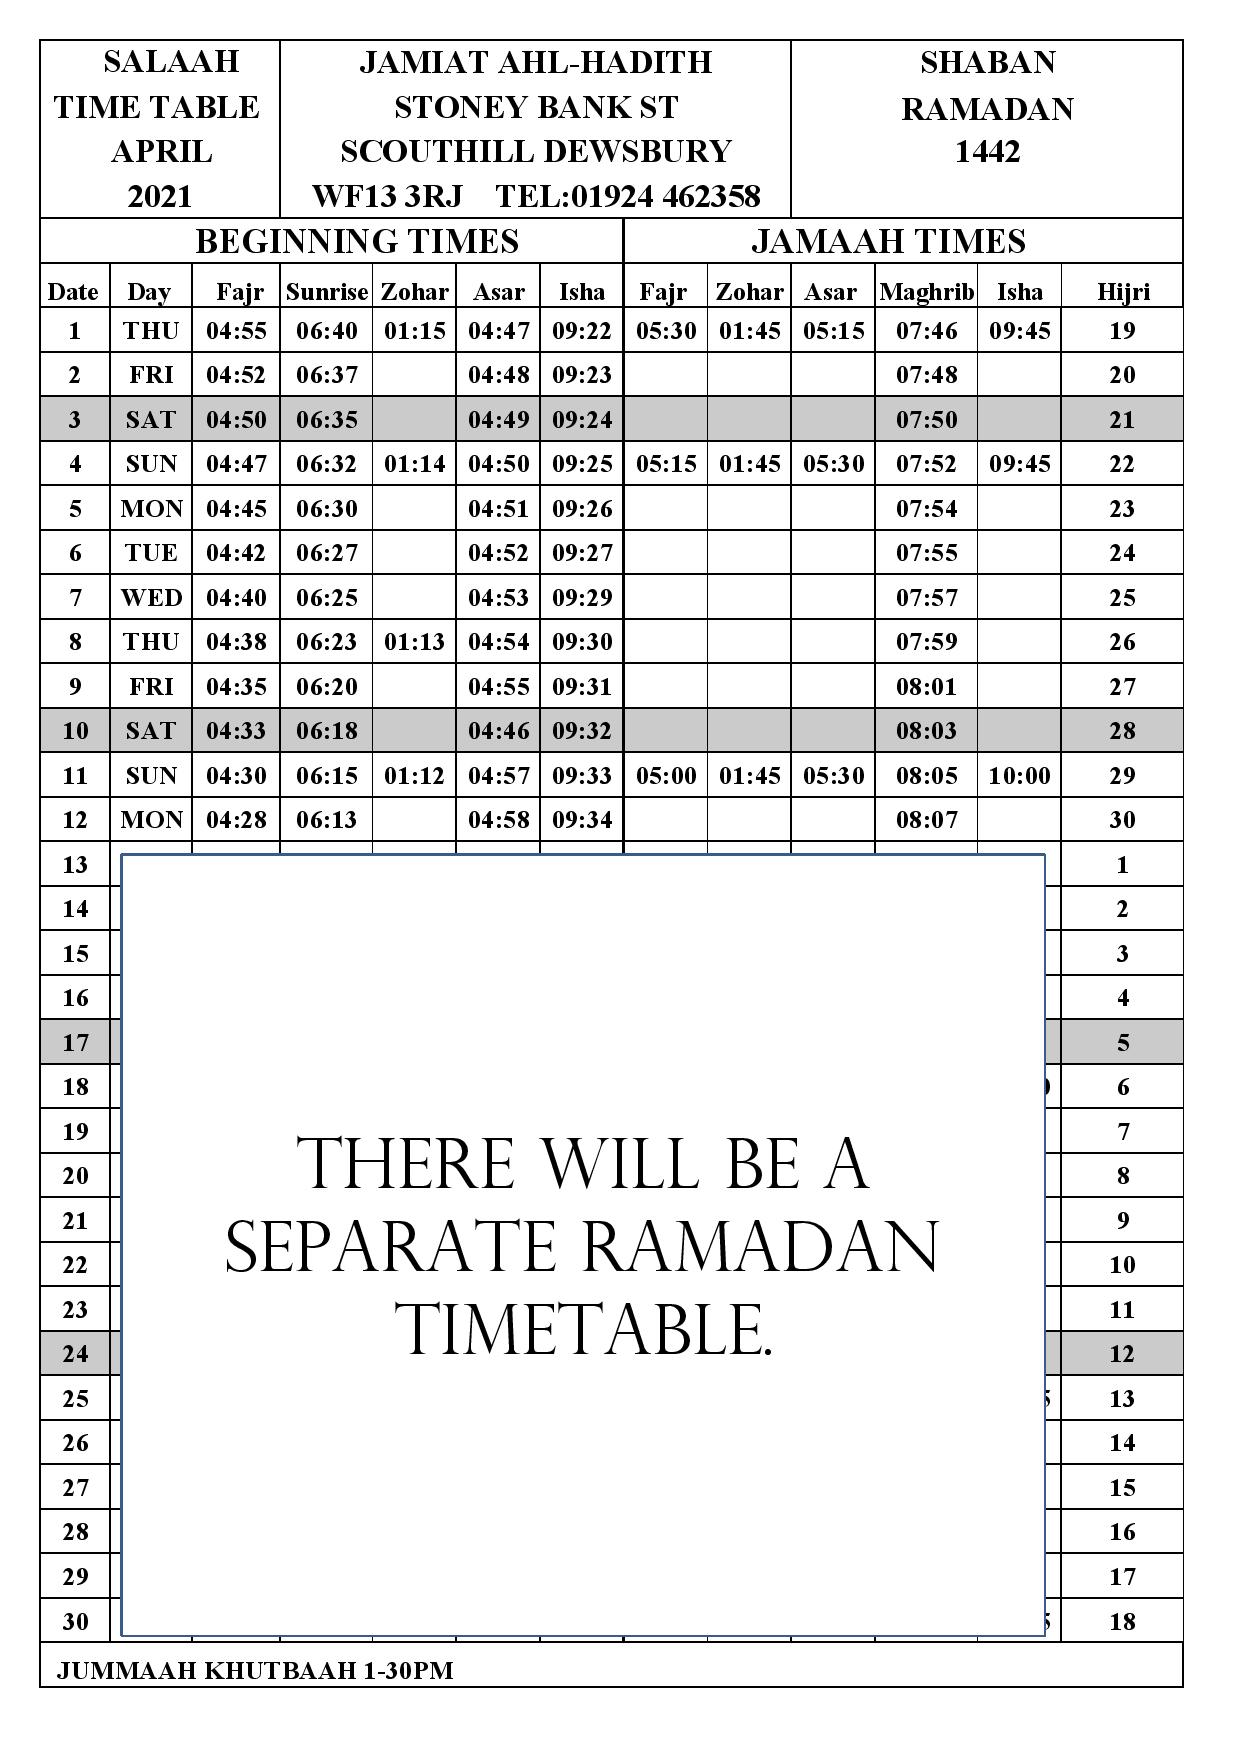 SALAAH
TIME TABLE
APRIL
2021
JAMIAT AHL-HADITH
STONEY BANK ST
SCOUTHILL DEWSBURY
WF13 3RJ TEL:01924 462358
SHABAN
RAMADAN
1442
BEGINNING TIMES JAMAAH TIMES
Date Day Fajr Sunrise Zohar Asar Isha Fajr Zohar Asar Maghrib Isha Hijri
1 THU 04:55 06:40 01:15 04:47 09:22 05:30 01:45 05:15 07:46 09:45 19
2 FRI 04:52 06:37 04:48 09:23 07:48 20
3 SAT 04:50 06:35 04:49 09:24 07:50 21
4 SUN 04:47 06:32 01:14 04:50 09:25 05:15 01:45 05:30 07:52 09:45 22
5 MON 04:45 06:30 04:51 09:26 07:54 23
6 TUE 04:42 06:27 04:52 09:27 07:55 24
7 WED 04:40 06:25 04:53 09:29 07:57 25
8 THU 04:38 06:23 01:13 04:54 09:30 07:59 26
9 FRI 04:35 06:20 04:55 09:31 08:01 27
10 SAT 04:33 06:18 04:46 09:32 08:03 28
11 SUN 04:30 06:15 01:12 04:57 09:33 05:00 01:45 05:30 08:05 10:00 29
12 MON 04:28 06:13 04:58 09:34 08:07 30
13 1
14 2
15 3
16 4
17 5
18 6
19 7
20 8
21 9
22 10
23 11
24 12
25 13
26 14
27 15
28 16
29 17
30 18
THERE WILL BE A
SEPARATE RAMADAN
TIMETABLE.
JUMMAAH KHUTBAAH 1-30PM